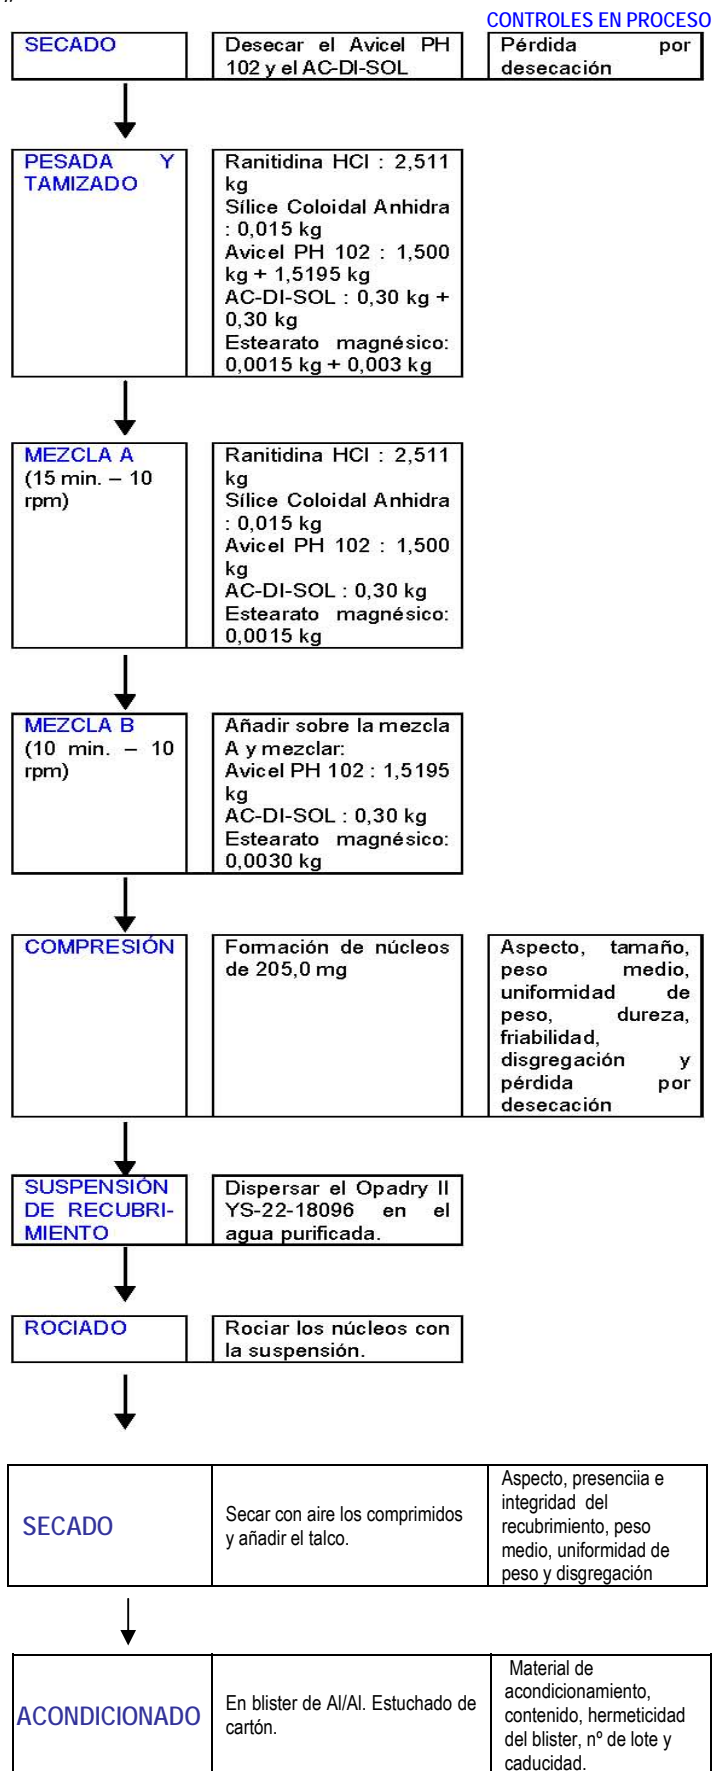 CONTROLES EN PROCESO
SECADO
Desecar el Avicel PH
102 y el AC-DI-SOL
Pérdida por
desecación
PESADA Y
TAMIZADO
Ranitidina HCl : 2,511
kg
Sílice Coloidal Anhidra
: 0,015 kg
Avicel PH 102 : 1,500
kg + 1,5195 kg
AC-DI-SOL : 0,30 kg +
0,30 kg
Estearato magnésico:
0,0015 kg + 0,003 kg
MEZCLA A
(15 min. – 10
rpm)
Ranitidina HCl : 2,511
kg
Sílice Coloidal Anhidra
: 0,015 kg
Avicel PH 102 : 1,500
kg
AC-DI-SOL : 0,30 kg
Estearato magnésico:
0,0015 kg
MEZCLA B
(10 min. – 10
rpm)
Añadir sobre la mezcla
A y mezclar:
Avicel PH 102 : 1,5195
kg
AC-DI-SOL : 0,30 kg
Estearato magnésico:
0,0030 kg
COMPRESIÓN
Formación de núcleos
de 205,0 mg
Aspecto, tamaño,
peso medio,
uniformidad de
peso, dureza,
friabilidad,
disgregación y
pérdida por
desecación
SUSPENSIÓN
DE RECUBRI-
MIENTO
Dispersar el Opadry II
YS-22-18096 en el
agua purificada.
ROCIADO
Rociar los núcleos con
la suspensión.
SECADO
Secar con aire los comprimidos
y añadir el talco.
Aspecto, presenciia e
integridad del
recubrimiento, peso
medio, uniformidad de
peso y disgregación
ACONDICIONADO
En blister de Al/Al. Estuchado de
cartón.
Material de
acondicionamiento,
contenido, hermeticidad
del blister, nº de lote y
caducidad.